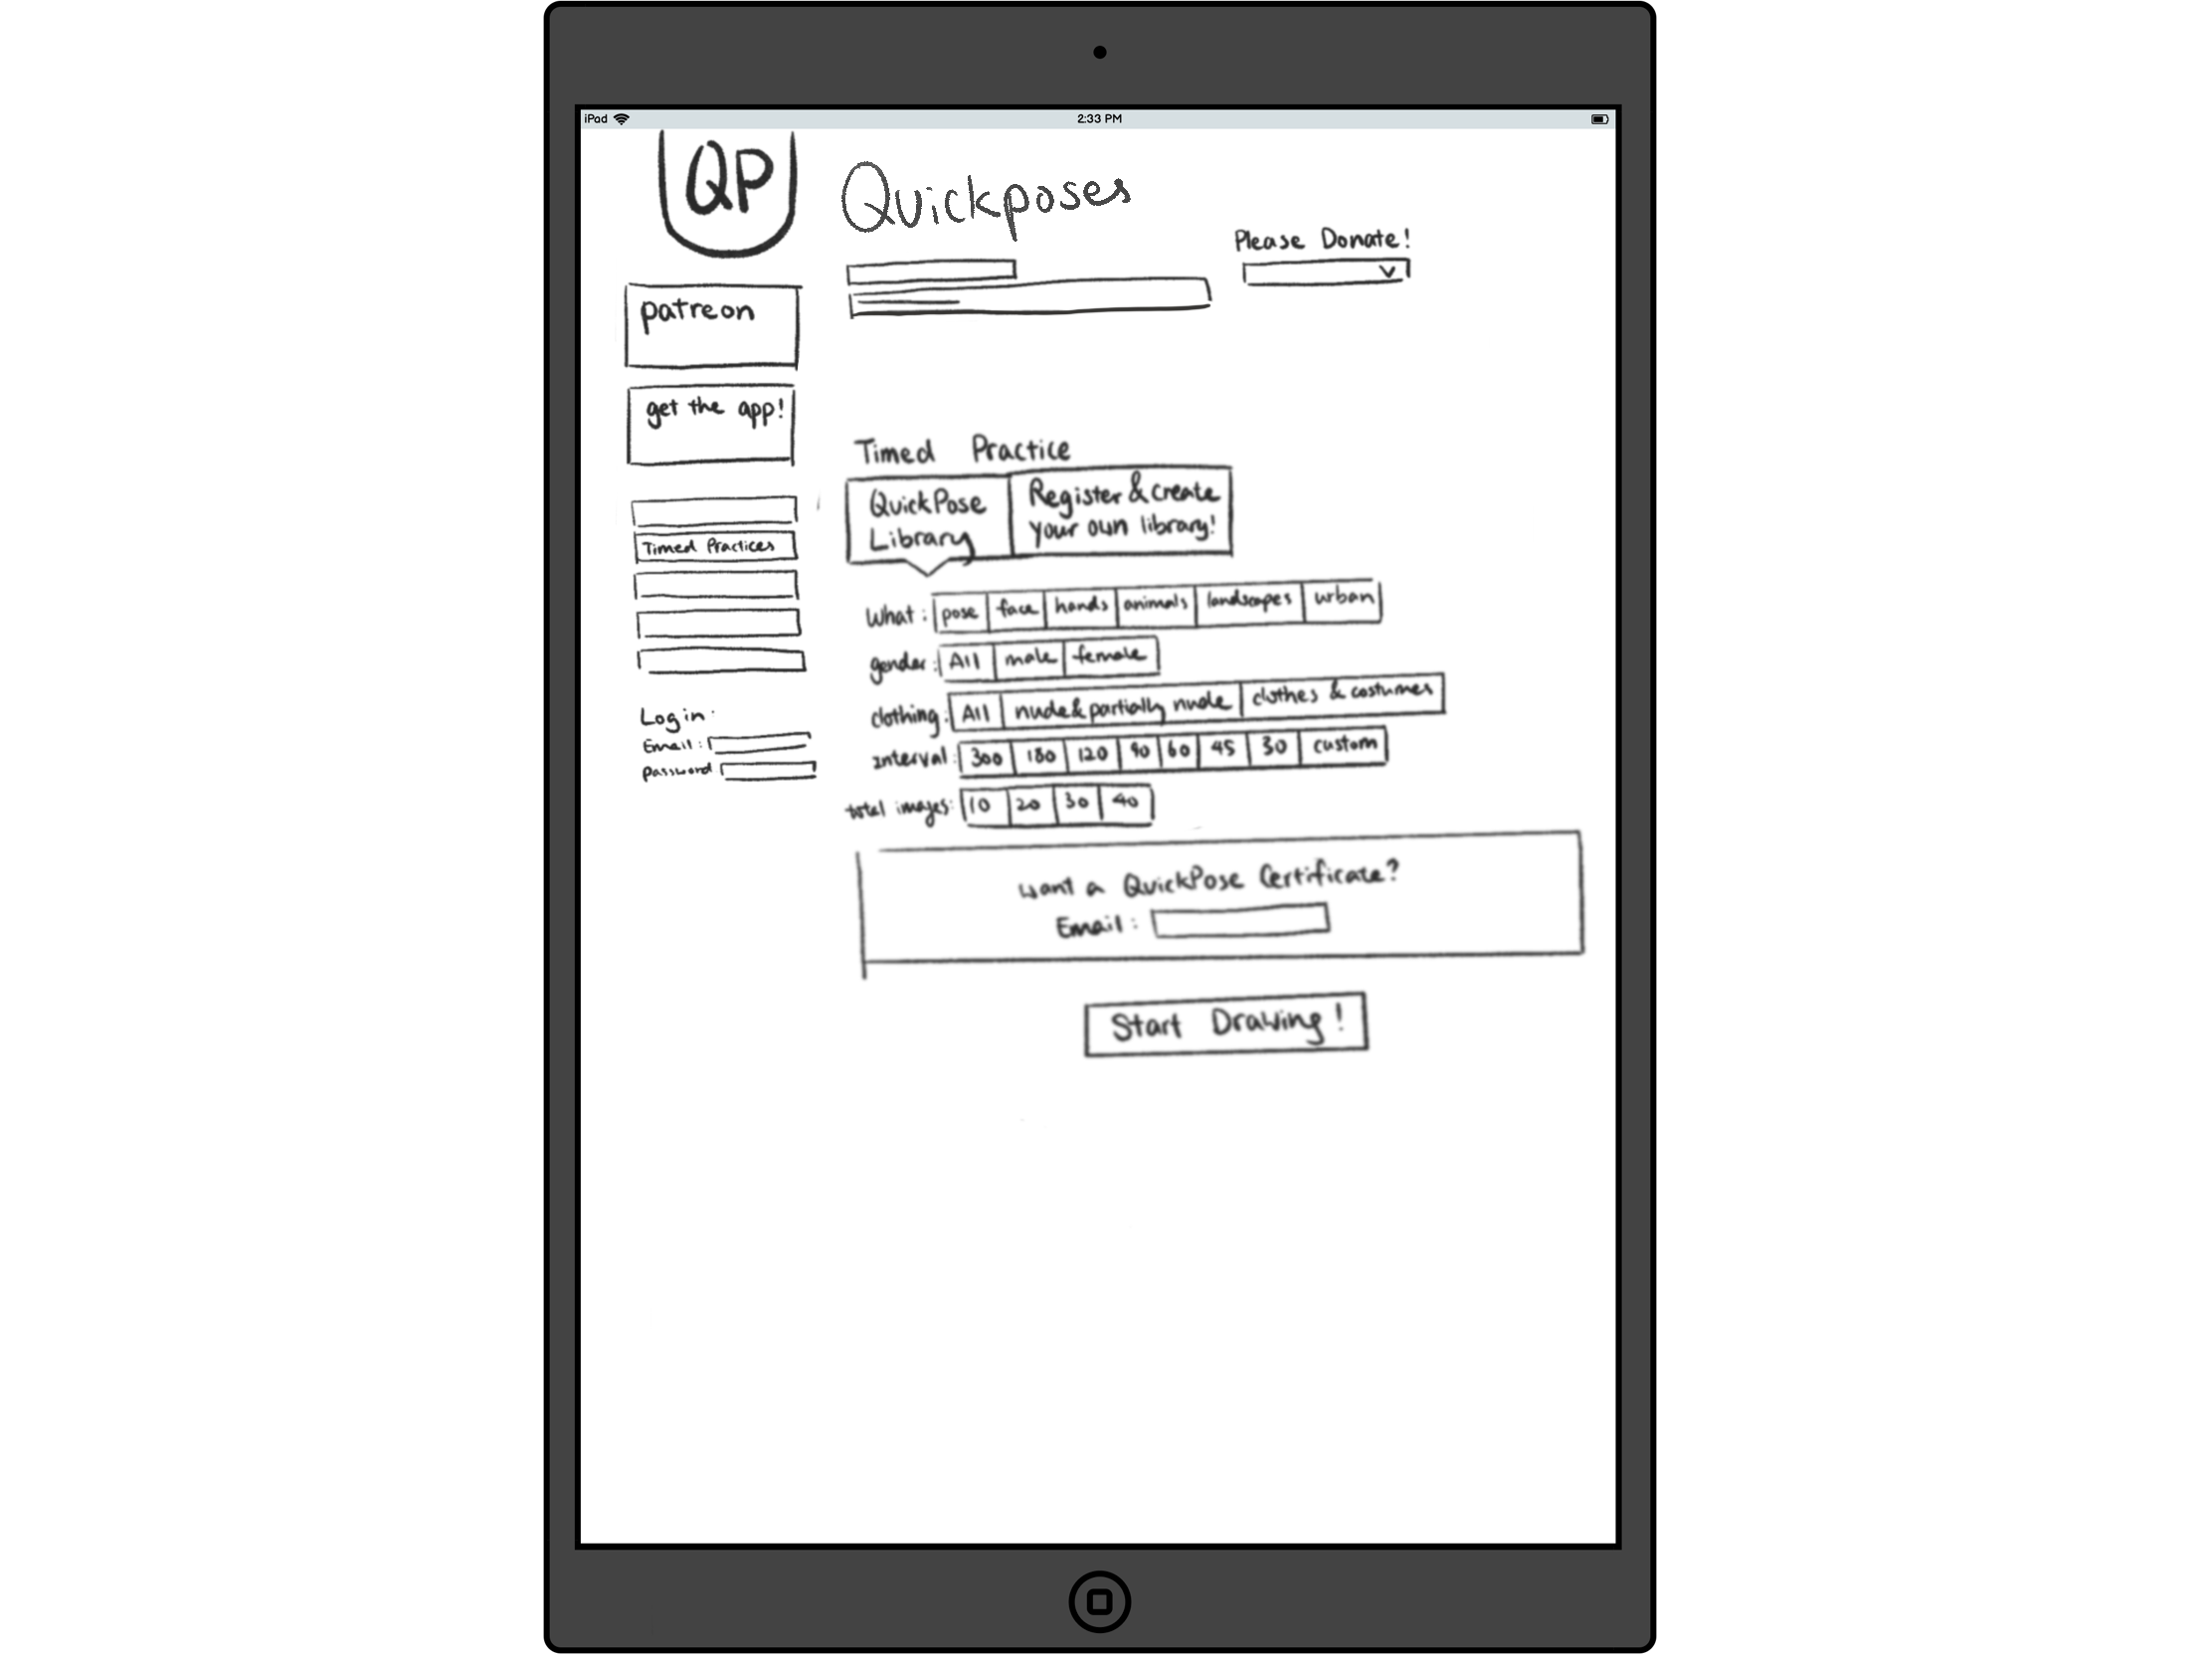 iPad
2:33 PM
QP
Quickposes
Please Donate!
patreon
get the app!
Timed Practices
Login:
Email:
Password
Timed Practice
QuickPose
Library
Register & create
your own library!
What: pose face hands animals landscapes urban
gender: All male female
clothing: All nude & partially nude clothes & costumes
interval: 300 180 120 90 60 45 30 custom
total images: 10 20 30 40
want a QuickPose Certificate?
Email:
Start Drawing!